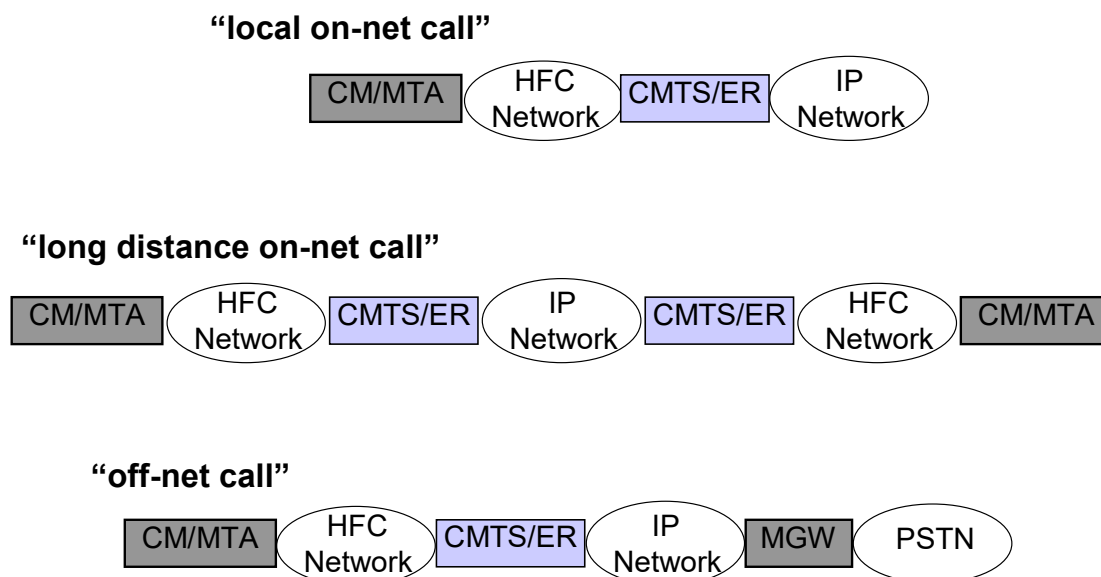 “local on-net call”
CM/MTA
HFC
Network
CMTS/ER
IP
Network
“long distance on-net call”
CM/MTA
HFC
Network
CMTS/ER
IP
Network
CMTS/ER
HFC
Network
CM/MTA
“off-net call”
CM/MTA
HFC
Network
CMTS/ER
IP
Network
MGW
PSTN